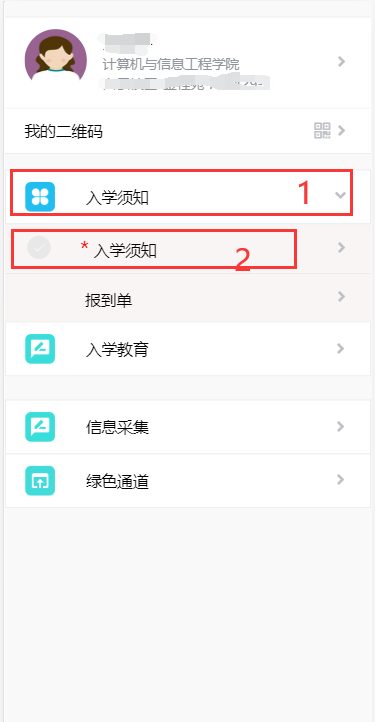 计算机与信息工程学院
我的二维码
入学须知 1
* 入学须知 2
报到单
入学教育
信息采集
绿色通道